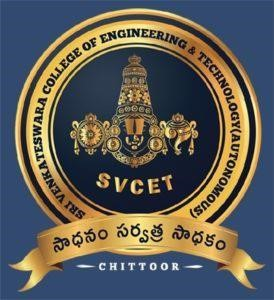 SRI VENKATESWARA COLLEGE OF ENGINEERING & TECHNOLOGY(AUTONOMOUS)
SVCET
సాధనం సర్వత్ర సాధకం
CHITTOOR